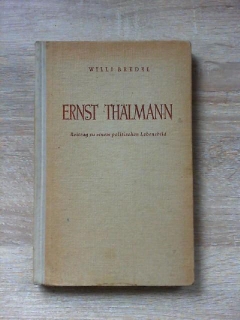 WILLI BREDEL
ERNST THÄLMANN
Beitrag zu einem politischen Lebensbild